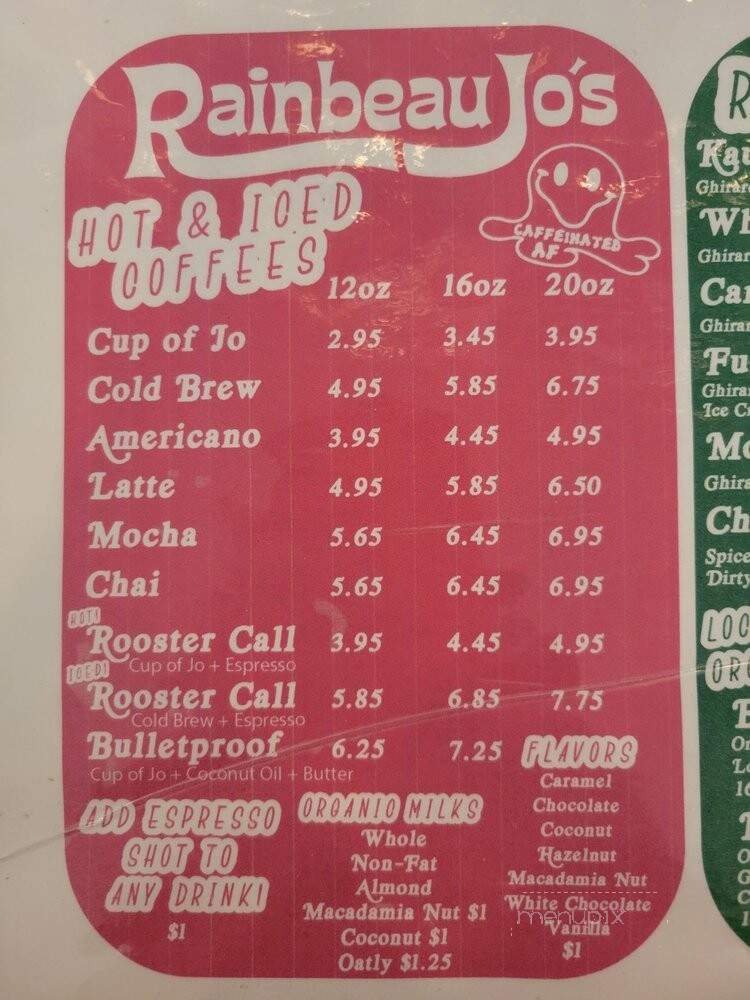 Rainbeau Jo's
HOT & ICED
COFFEES
CAFFEINATED
AF
12oz 16oz 20oz
Cup of Jo 2.95 3.45 3.95
Cold Brew 4.95 5.85 6.75
Americano 3.95 4.45 4.95
Latte 4.95 5.85 6.50
Mocha 5.65 6.45 6.95
Chai 5.65 6.45 6.95
HOT!
Rooster Call 3.95 4.45 4.95
Cup of Jo + Espresso
ICED!
Rooster Call 5.85 6.85 7.75
Cold Brew + Espresso
Bulletproof 6.25 7.25
Cup of Jo + Coconut Oil + Butter
ADD ESPRESSO
SHOT TO
ANY DRINK!
$1
ORGANIC MILKS
Whole
Non-Fat
Almond
Macadamia Nut $1
Coconut $1
Oatly $1.25
FLAVORS
Caramel
Chocolate
Coconut
Hazelnut
Macadamia Nut
White Chocolate
Vanilla
$1
menupix
Spice
Dirty